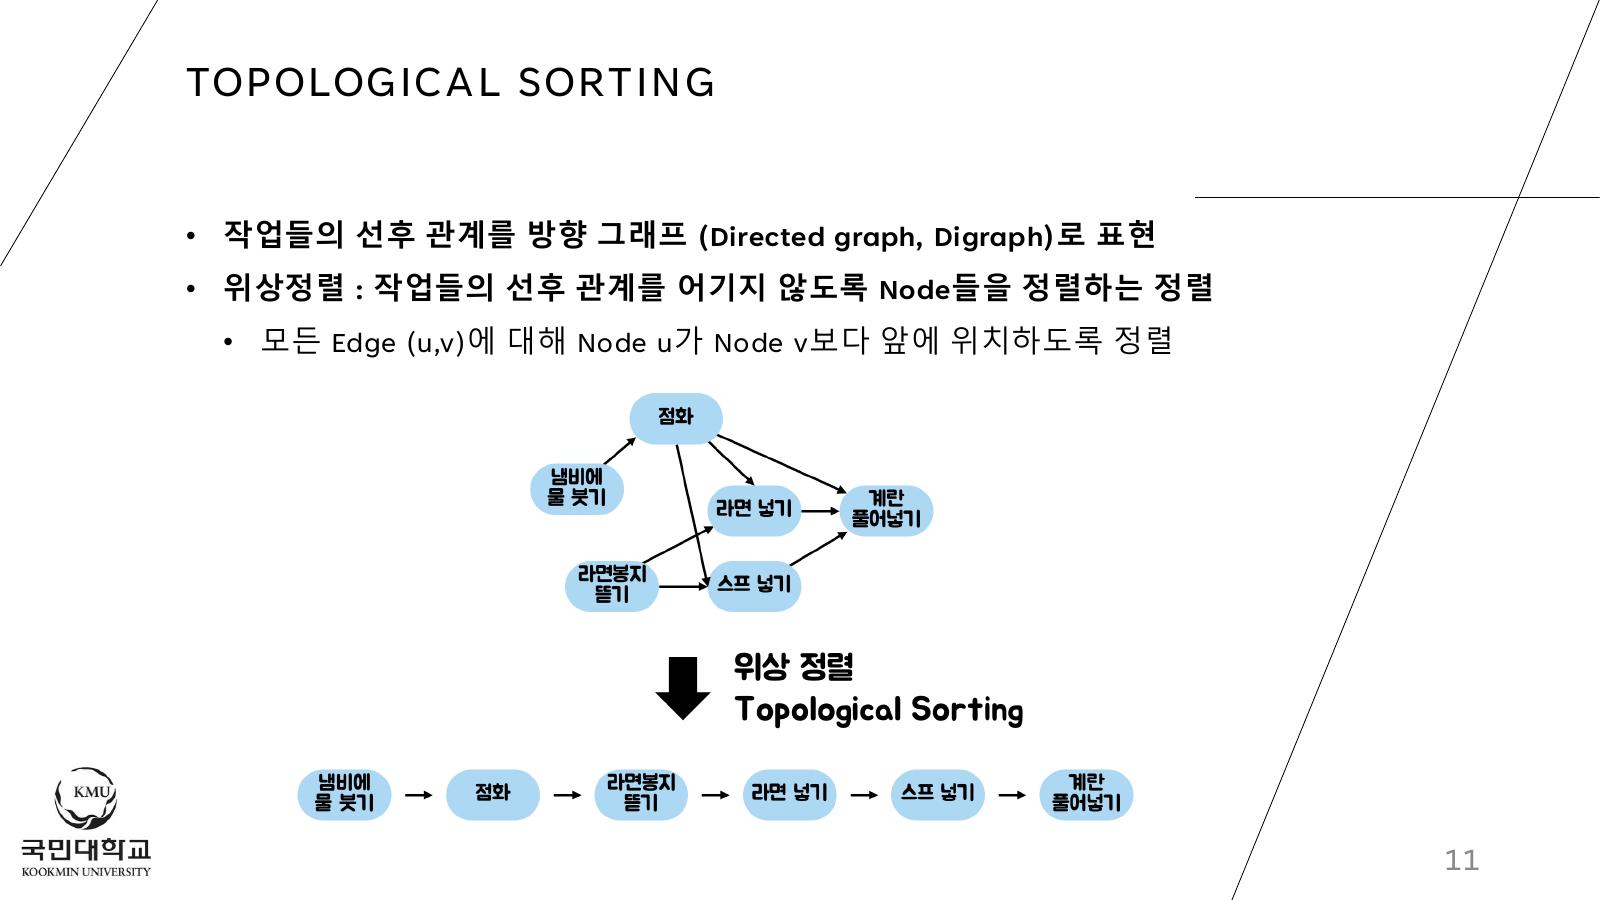 TOPOLOGICAL SORTING
• 작업들의 선후 관계를 방향 그래프 (Directed graph, Digraph)로 표현
• 위상정렬 : 작업들의 선후 관계를 어기지 않도록 Node들을 정렬하는 정렬
• 모든 Edge (u,v)에 대해 Node u가 Node v보다 앞에 위치하도록 정렬
점화
냄비에
물 붓기
라면 넣기
계란
풀어넣기
라면봉지
뜯기
스프 넣기
위상 정렬
Topological Sorting
냄비에
물 붓기
점화
라면봉지
뜯기
라면 넣기
스프 넣기
계란
풀어넣기
KMU
국민대학교
KOOKMIN UNIVERSITY
11